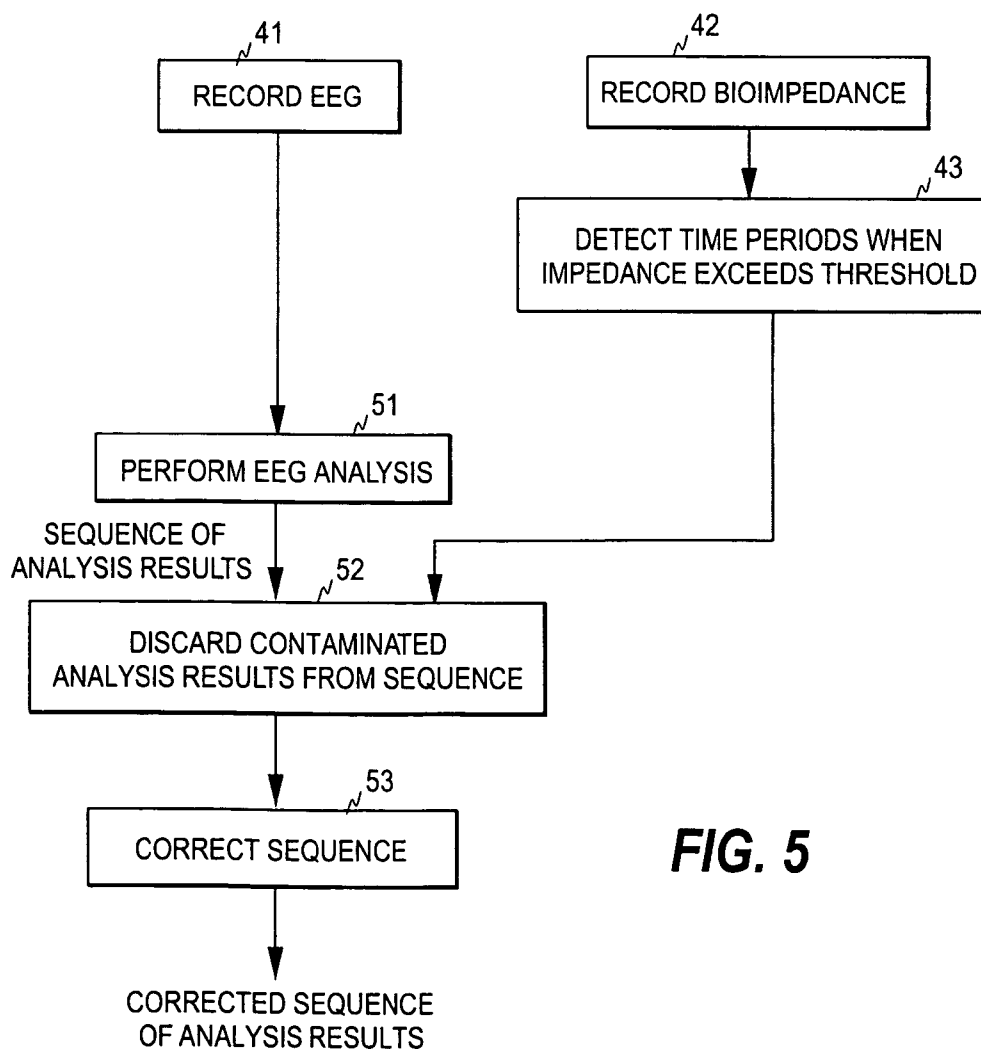 41
RECORD EEG
42
RECORD BIOIMPEDANCE
43
DETECT TIME PERIODS WHEN
IMPEDANCE EXCEEDS THRESHOLD
51
PERFORM EEG ANALYSIS
SEQUENCE OF
ANALYSIS RESULTS
52
DISCARD CONTAMINATED
ANALYSIS RESULTS FROM SEQUENCE
53
CORRECT SEQUENCE
FIG. 5
CORRECTED SEQUENCE
OF ANALYSIS RESULTS